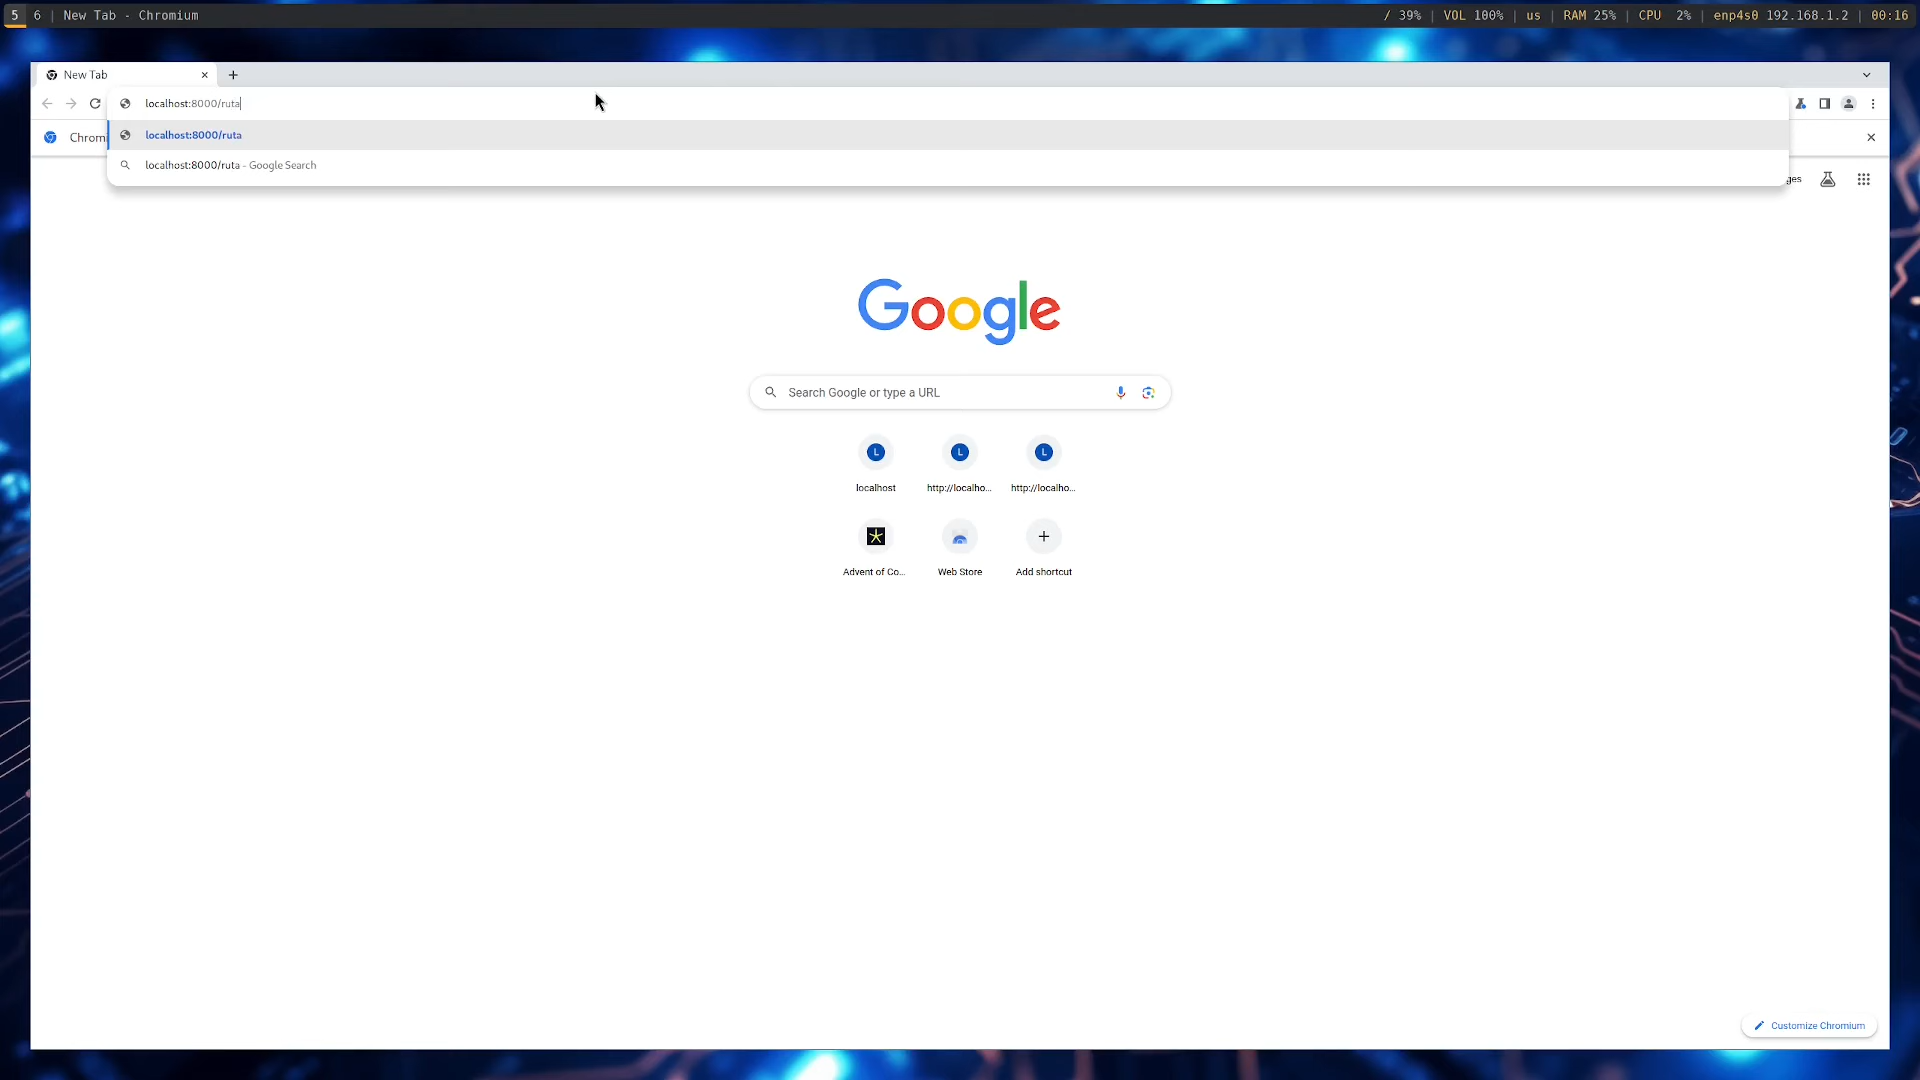 5 6 | New Tab - Chromium
/ 39% | VOL 100% | us | RAM 25% | CPU 2% | enp4s0 192.168.1.2 | 00:16
New Tab
localhost:8000/ruta
localhost:8000/ruta
Chromi
localhost:8000/ruta - Google Search
ges
Google
Search Google or type a URL
L L L
localhost http://localho... http://localho...
Advent of Co... Web Store Add shortcut
Customize Chromium